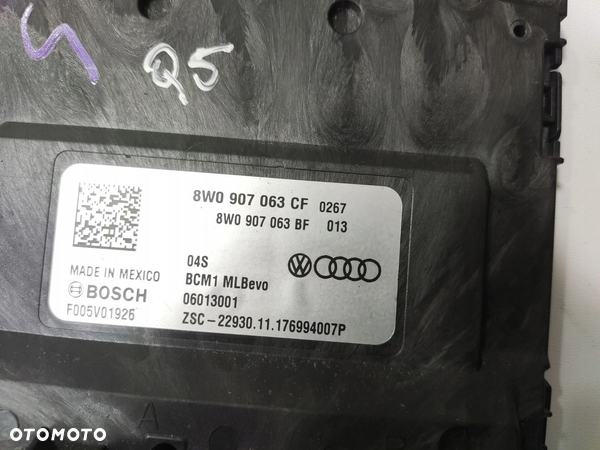 Q5
8W0 907 063 CF 0267
8W0 907 063 BF 013
04S
BCM1 MLBevo
06013001
ZSC-22930.11.176994007P
MADE IN MEXICO
BOSCH
F005V01926
A
OTOMOTO